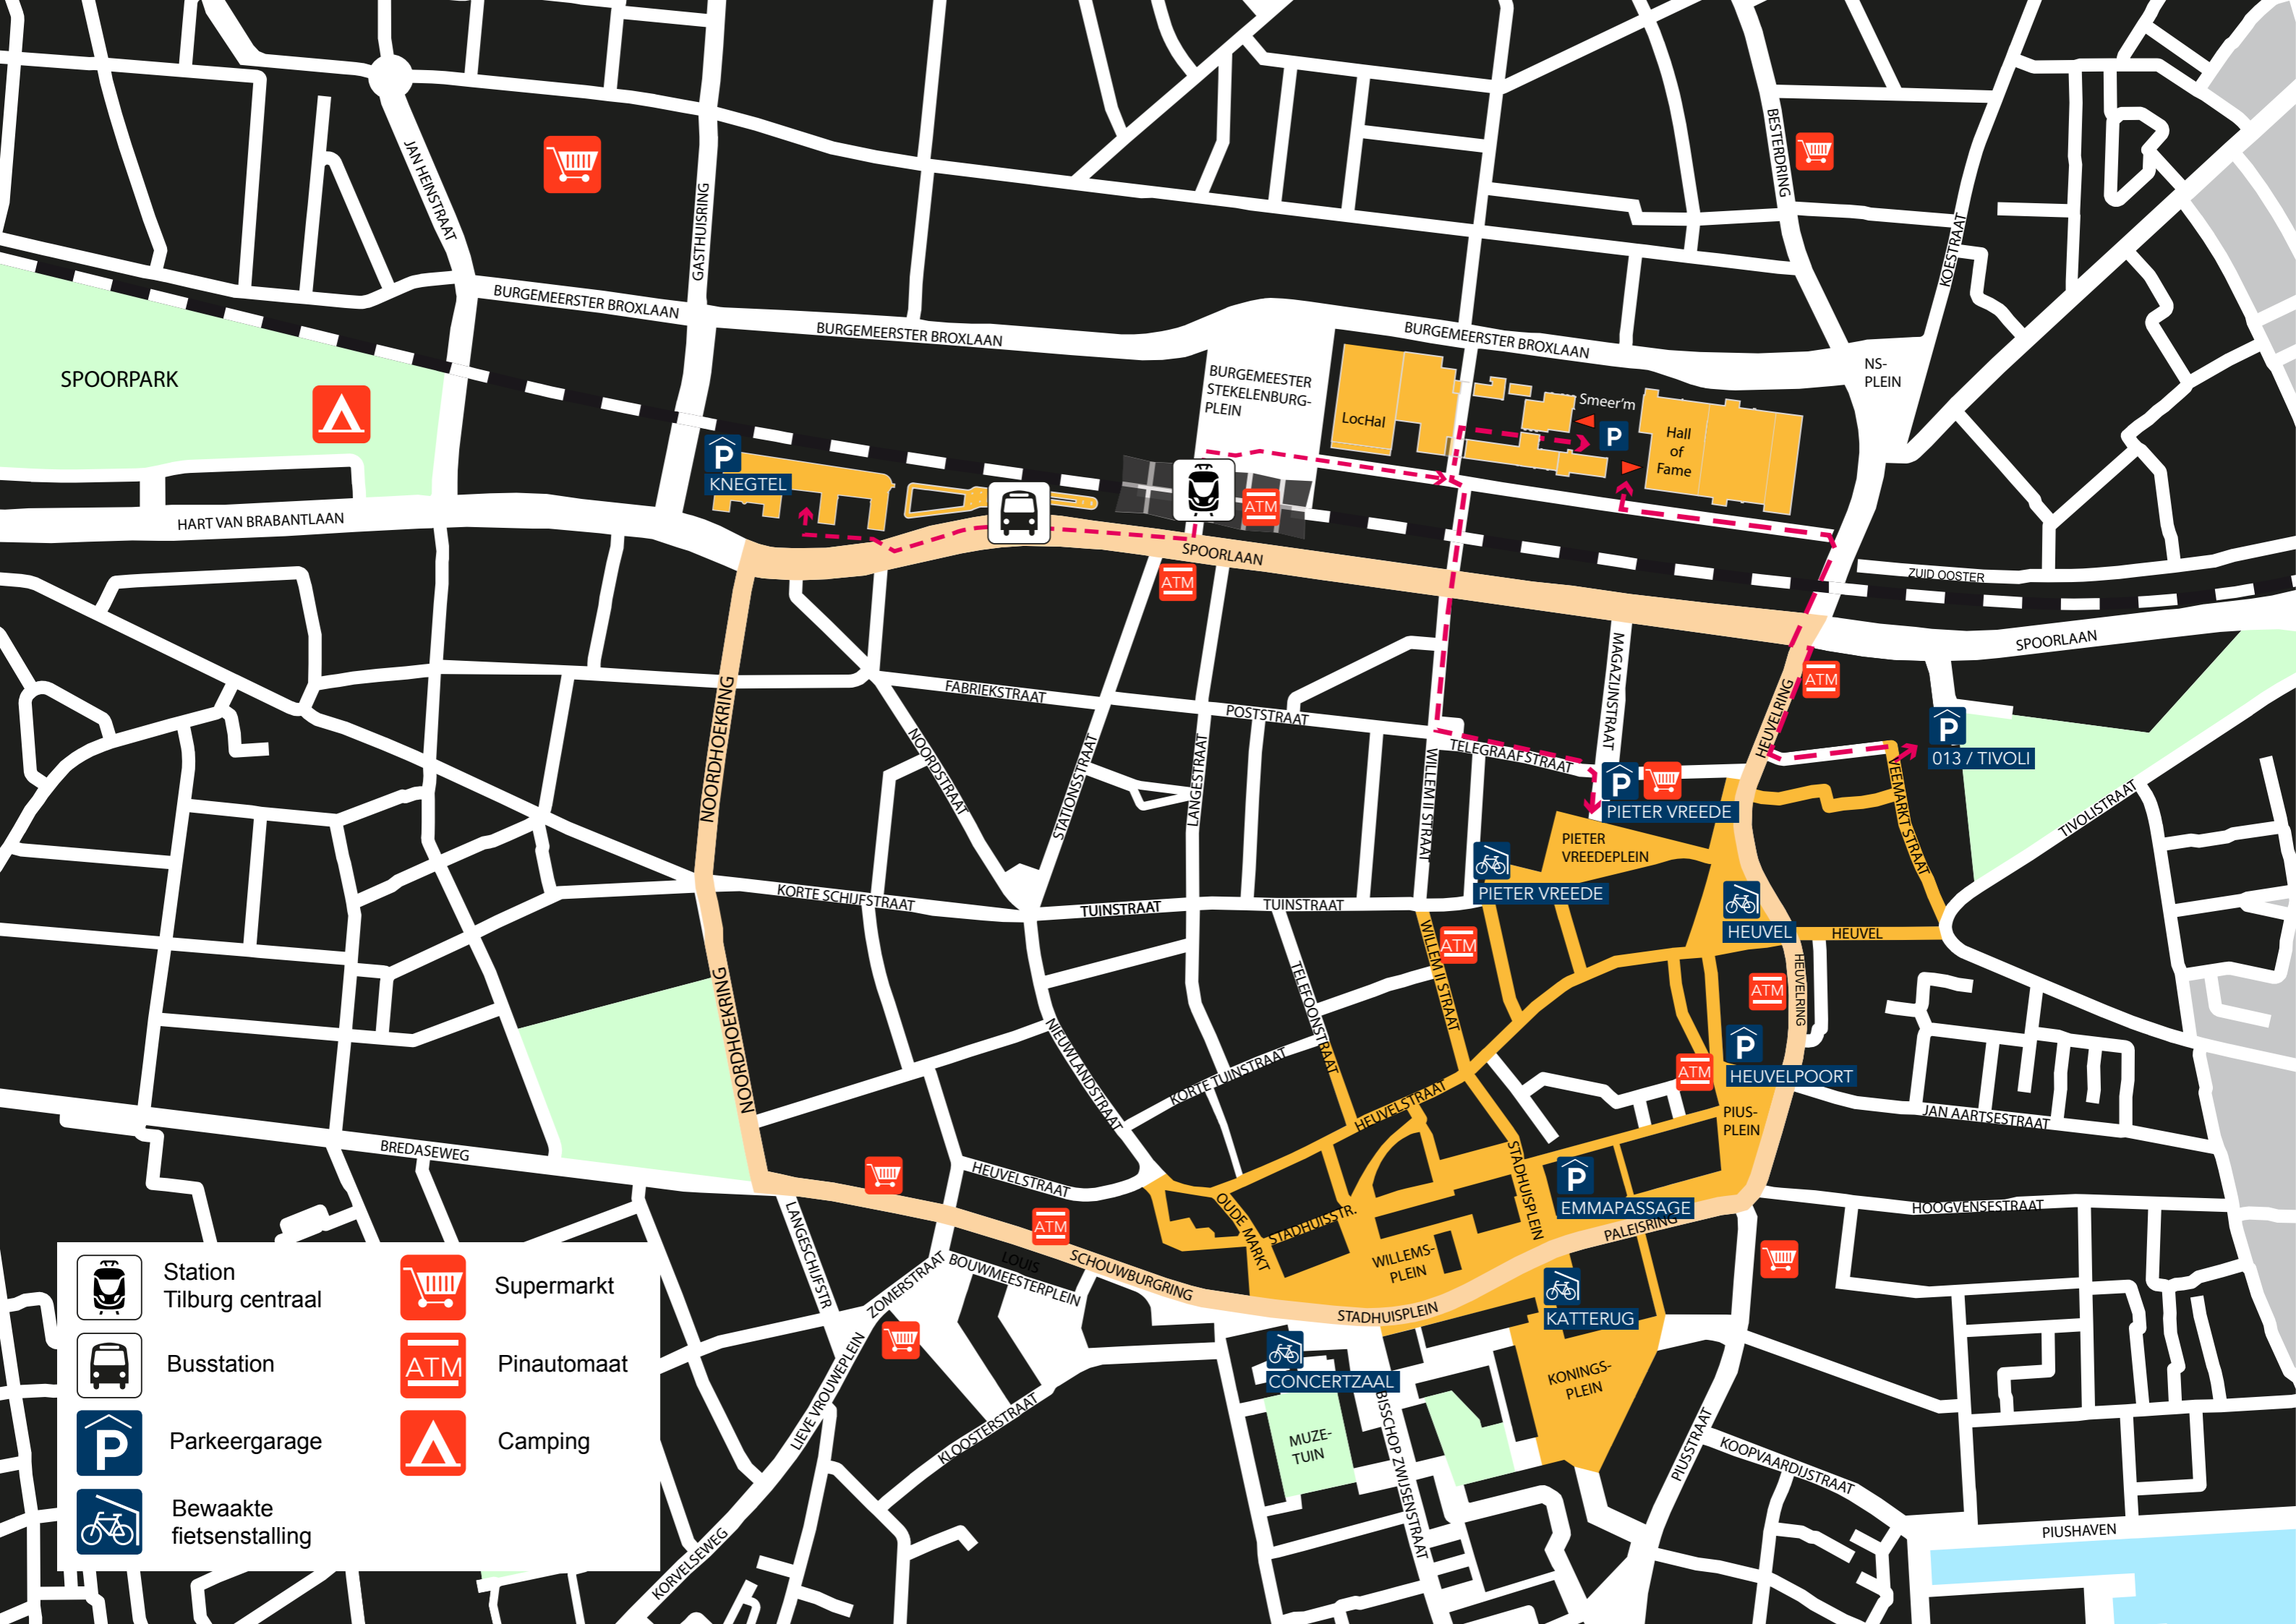 JAN HEINSTRAAT
GASTHUISRING
BESTERDRING
KOESTRAAT
BURGEMEESTER BROXLAAN
BURGEMEESTER BROXLAAN
BURGEMEESTER BROXLAAN
NS-
PLEIN
SPOORPARK
BURGEMEESTER
STEKELENBURG-
PLEIN
LocHal
Smeer'm
P
Hall
of
Fame
P
KNEGTEL
ATM
HART VAN BRABANTLAAN
SPOORLAAN
ATM
ZUID OOSTER
SPOORLAAN
MAGAZIJNSTRAAT
ATM
NOORDHOEKRING
FABRIEKSTRAAT
POSTSTRAAT
TELEGRAAFSTRAAT
HEUVELRING
P
013 / TIVOLI
NOORDSTRAAT
STATIONSSTRAAT
LANGESTRAAT
WILLEM II STRAAT
P
PIETER VREEDE
VEEMARKT STRAAT
TIVOLISTRAAT
PIETER
VREEDEPLEIN
PIETER VREEDE
KORTE SCHIJFSTRAAT
TUINSTRAAT
TUINSTRAAT
HEUVEL
HEUVEL
ATM
WILLEM II STRAAT
TELEFOONSTRAAT
HEUVELRING
ATM
NOORDHOEKRING
NIEUWLANDSTRAAT
KORTE TUINSTRAAT
ATM
P
HEUVELPOORT
HEUVELSTRAAT
PIUS-
PLEIN
JAN AARTSESTRAAT
BREDASEWEG
HEUVELSTRAAT
STADHUISPLEIN
P
EMMAPASSAGE
HOOGVENSESTRAAT
LANGESCHIJFSTR
ATM
OUDE MARKT
STADHUISSTR.
WILLEMS-
PLEIN
PALEISRING
LOUIS
BOUWMEESTERPLEIN
SCHOUWBURGRING
STADHUISPLEIN
ZOMERSTRAAT
KATTERUG
LIEVE VROUWEPLEIN
CONCERTZAAL
KONINGS-
PLEIN
KLOOSTERSTRAAT
MUZE-
TUIN
BISSCHOP ZWIJSENSTRAAT
PIUSSTRAAT
KOOPVAARDIJSTRAAT
PIUSHAVEN
KORVELSEWEG
Station
Tilburg centraal
Busstation
P
Parkeergarage
Bewaakte
fietsenstalling
Supermarkt
ATM
Pinautomaat
Camping